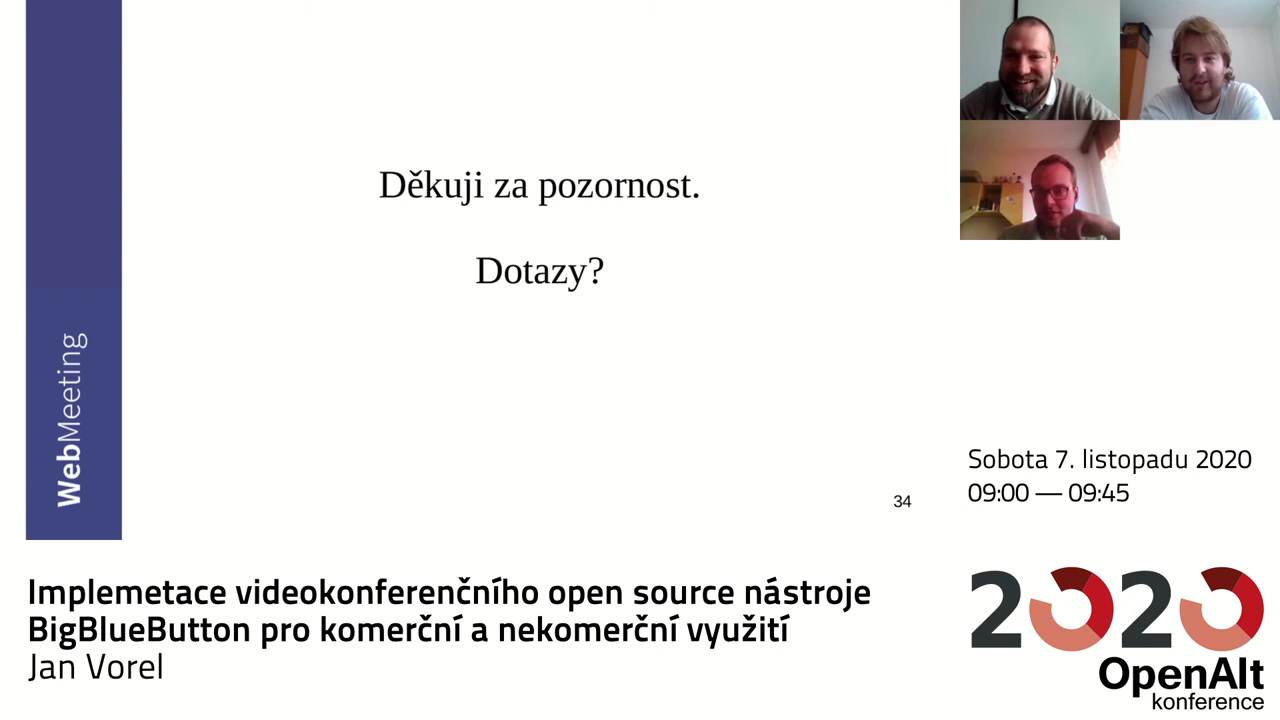 WebMeeting
Děkuji za pozornost.
Dotazy?
34
Sobota 7. listopadu 2020
09:00 — 09:45
Implemetace videokonferenčního open source nástroje
BigBlueButton pro komerční a nekomerční využití
Jan Vorel
2020
OpenAlt
konference